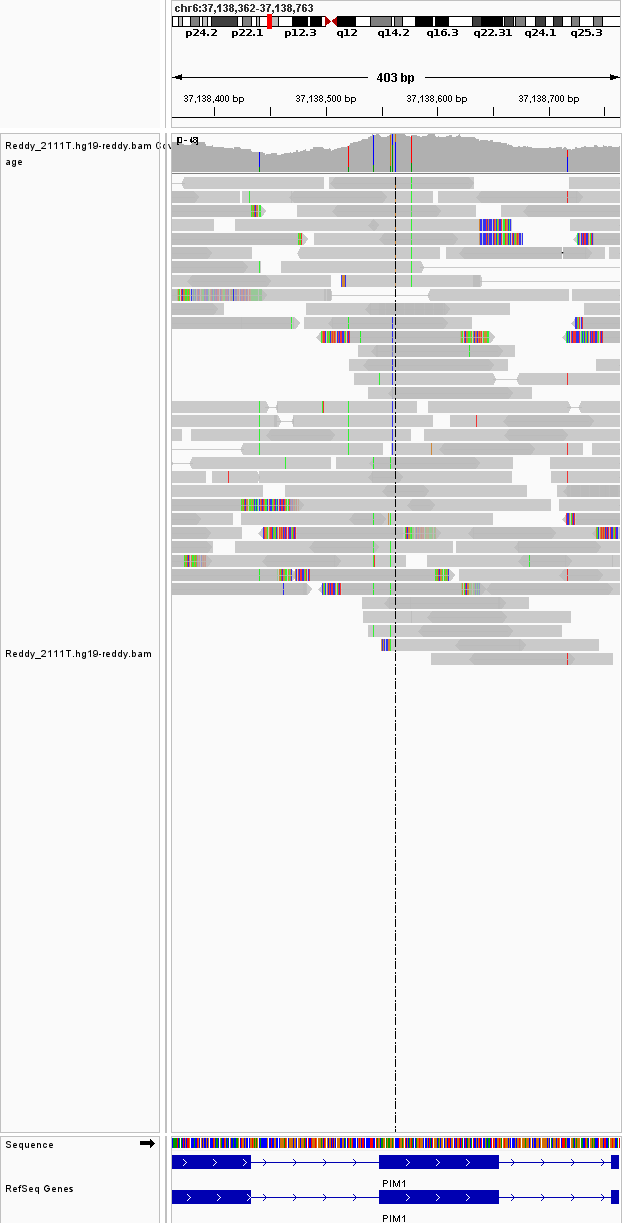 chr6:37,138,362-37,138,763
p24.2 p22.1 p12.3 q12 q14.2 q16.3 q22.31 q24.1 q25.3
403 bp
37,138,400 bp 37,138,500 bp 37,138,600 bp 37,138,700 bp
Reddy_2111T.hg19-reddy.bam Cov
age
Reddy_2111T.hg19-reddy.bam
Sequence
RefSeq Genes
PIM1
PIM1